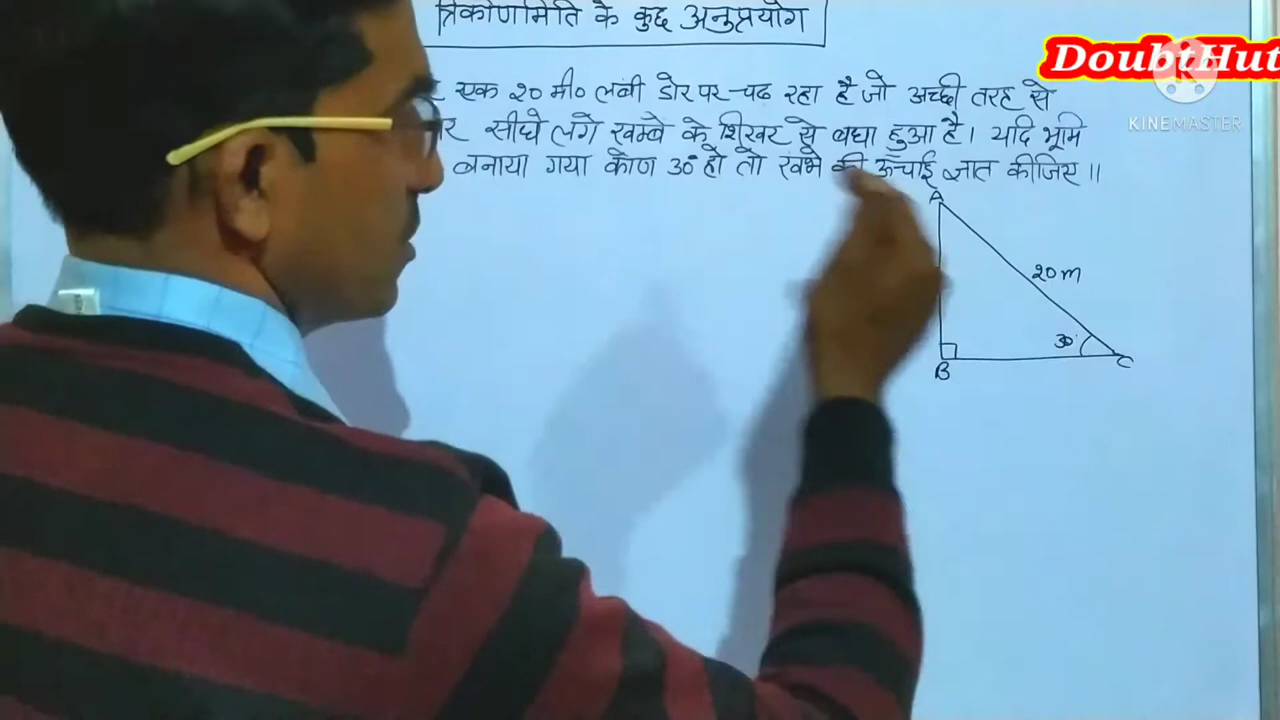 त्रिकोणमिति के कुछ अनुप्रयोग
DoubtHut
KINEMASTER
एक 20 मी० लंबी डोर पर चढ रहा है जो अच्छी तरह से
सीधे लगे खम्बे के शिखर से बधा हुआ है। यदि भूमि
बनाया गया कोण 30° हो तो खंभे की ऊँचाई ज्ञात कीजिए॥
A
20m
30°
B
C